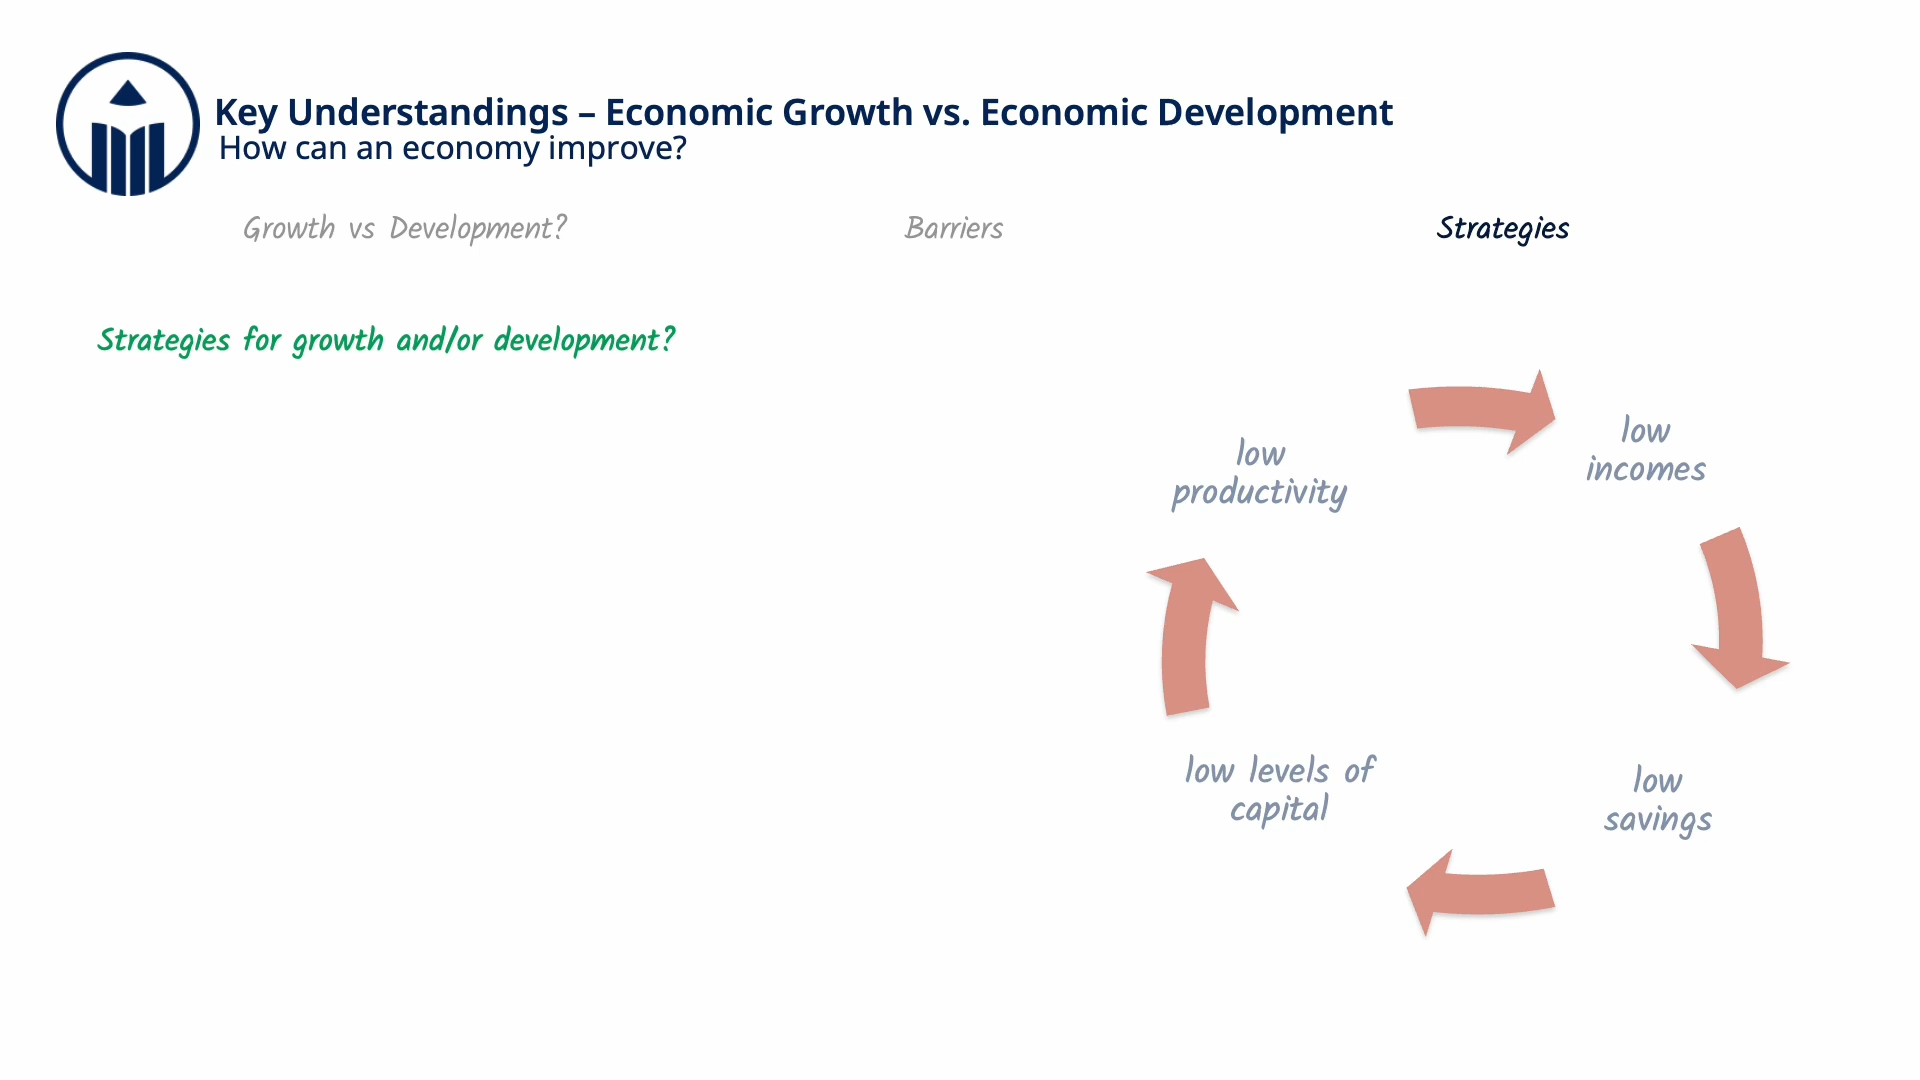 Key Understandings – Economic Growth vs. Economic Development
How can an economy improve?
Growth vs Development?
Barriers
Strategies
Strategies for growth and/or development?
low
productivity
low
incomes
low levels of
capital
low
savings